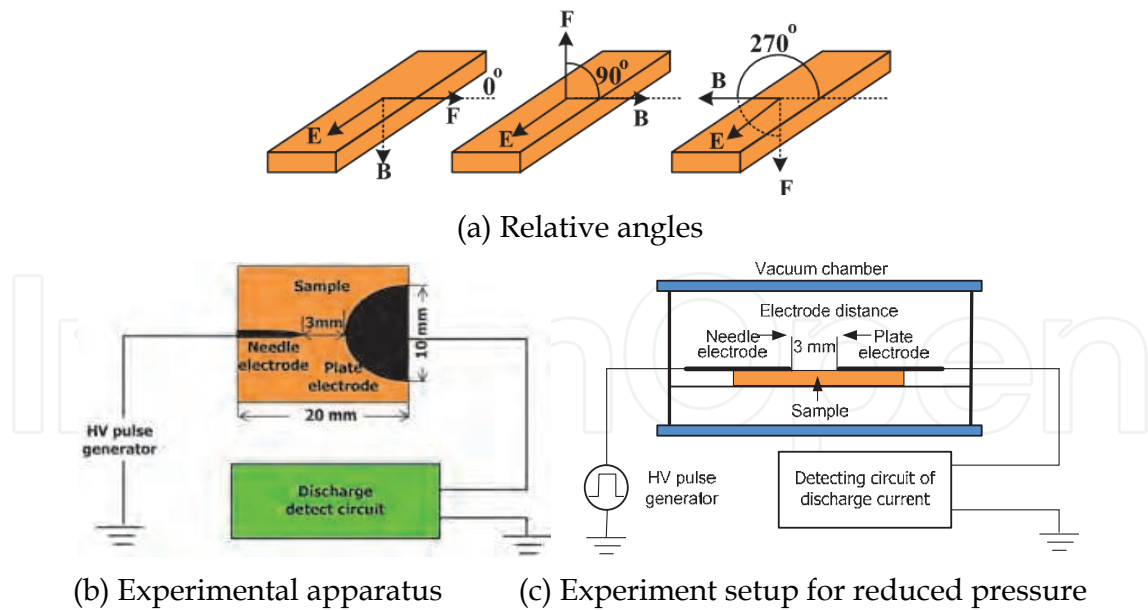 F
F
B
E
0°
F
90°
B
E
270°
B
E
F
(a) Relative angles
Sample
3mm
Needle
electrode
Plate
electrode
10 mm
20 mm
HV pulse
generator
Discharge
detect circuit
Vacuum chamber
Electrode distance
Needle
electrode
3 mm
Plate
electrode
Sample
HV pulse
generator
Detecting circuit of
discharge current
(b) Experimental apparatus
(c) Experiment setup for reduced pressure